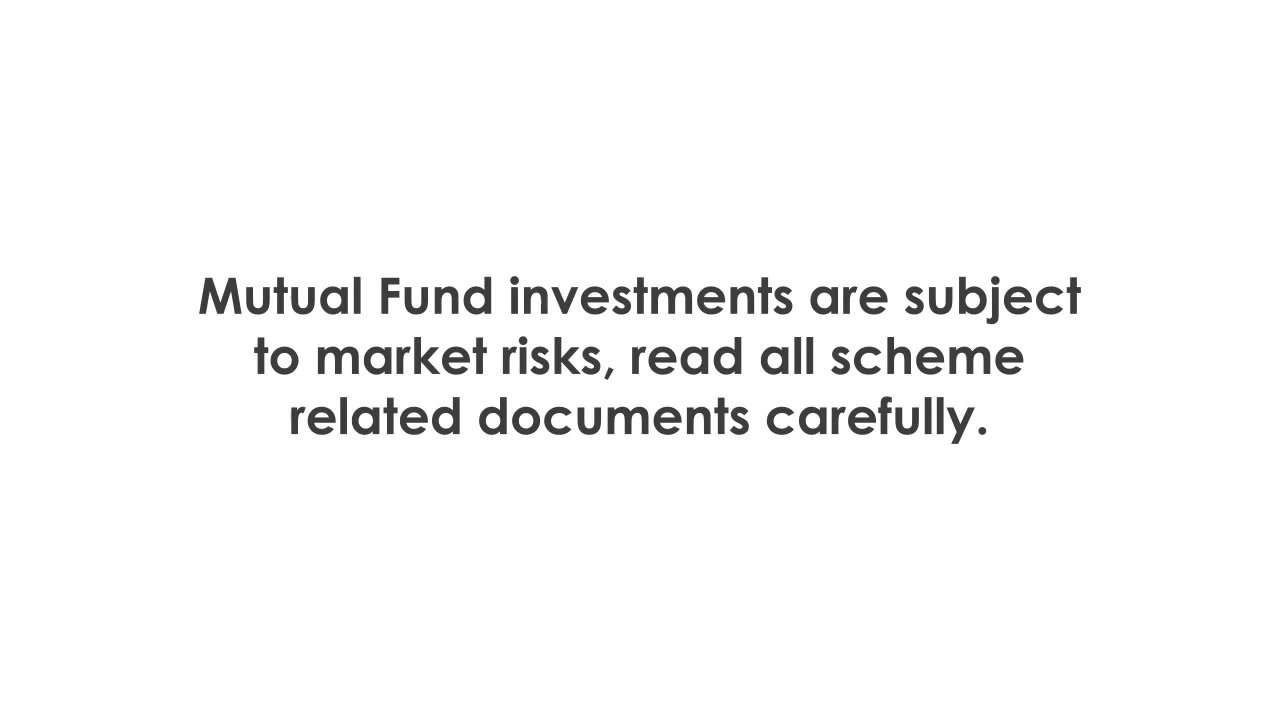 Mutual Fund investments are subject
to market risks, read all scheme
related documents carefully.